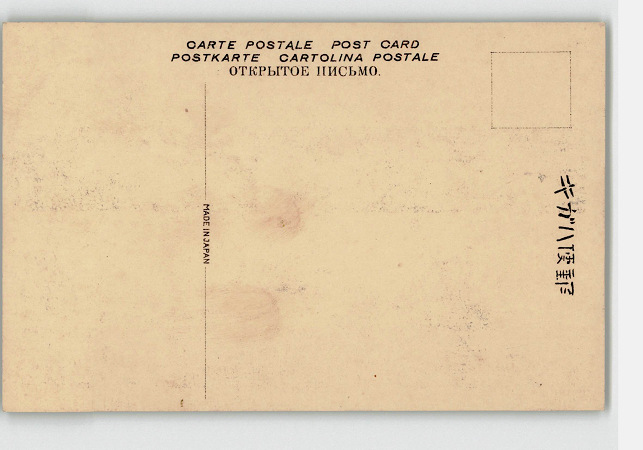 CARTE POSTALE POST CARD
POSTKARTE CARTOLINA POSTALE
ОТКРЫТОЕ ПИСЬМО.
MADE IN JAPAN
郵便ハガキ